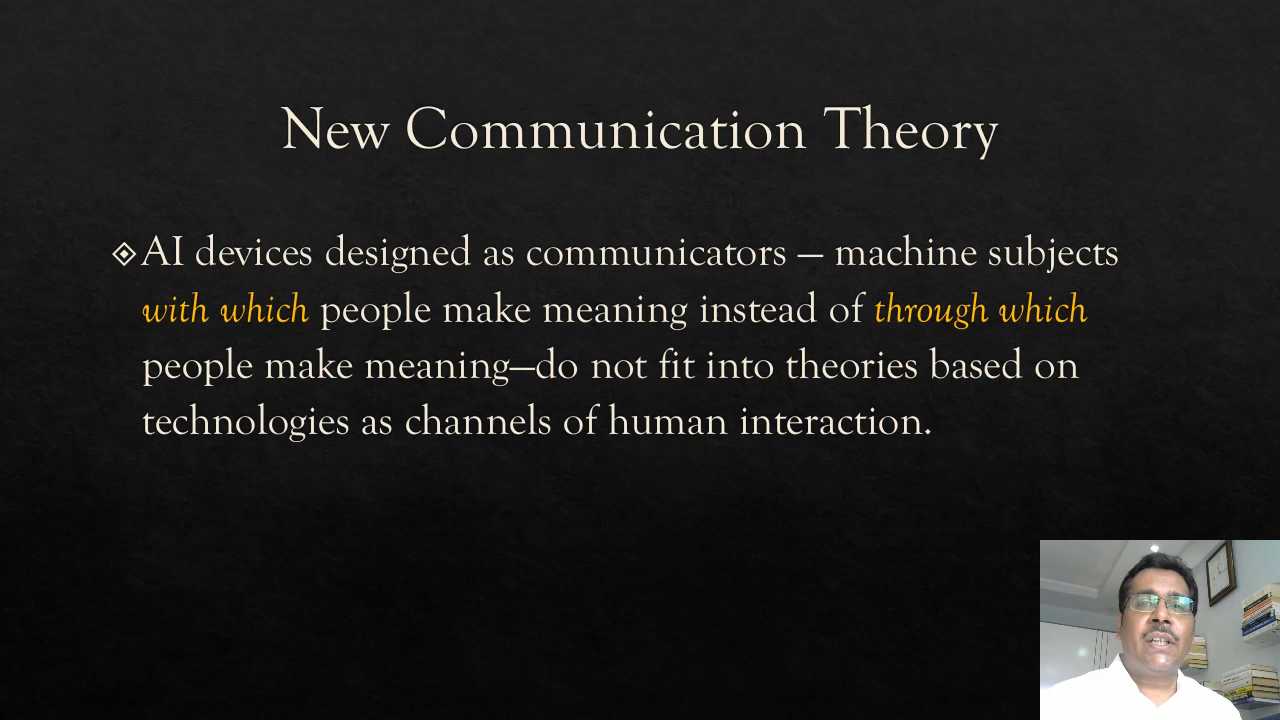 New Communication Theory
AI devices designed as communicators — machine subjects
with which people make meaning instead of through which
people make meaning—do not fit into theories based on
technologies as channels of human interaction.